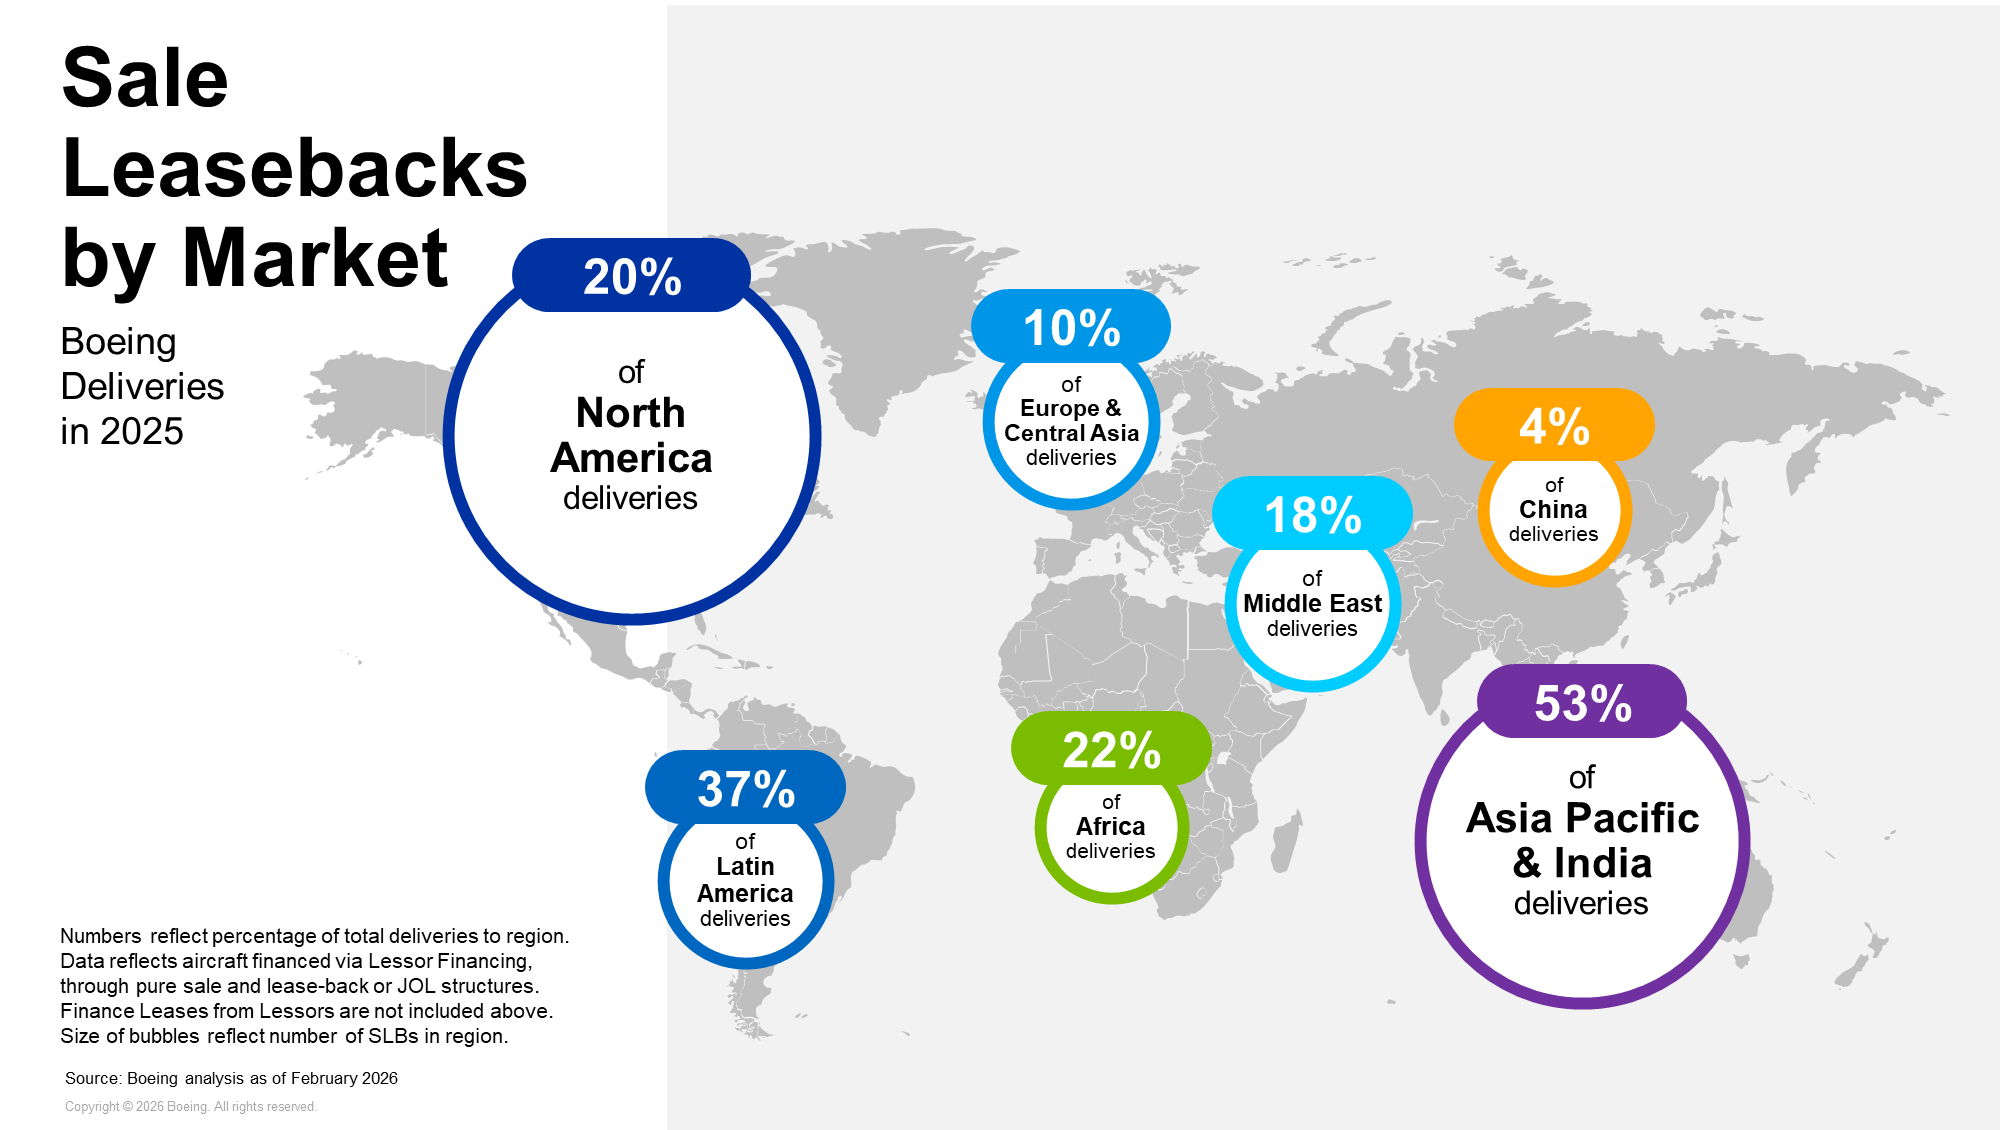 Sale
Leasebacks
by Market
Boeing
Deliveries
in 2025
20%
of
North
America
deliveries
10%
of
Europe &
Central Asia
deliveries
4%
of
China
deliveries
18%
of
Middle East
deliveries
53%
of
Asia Pacific
& India
deliveries
22%
of
Africa
deliveries
37%
of
Latin
America
deliveries
Numbers reflect percentage of total deliveries to region.
Data reflects aircraft financed via Lessor Financing,
through pure sale and lease-back or JOL structures.
Finance Leases from Lessors are not included above.
Size of bubbles reflect number of SLBs in region.
Source: Boeing analysis as of February 2026
Copyright © 2026 Boeing. All rights reserved.